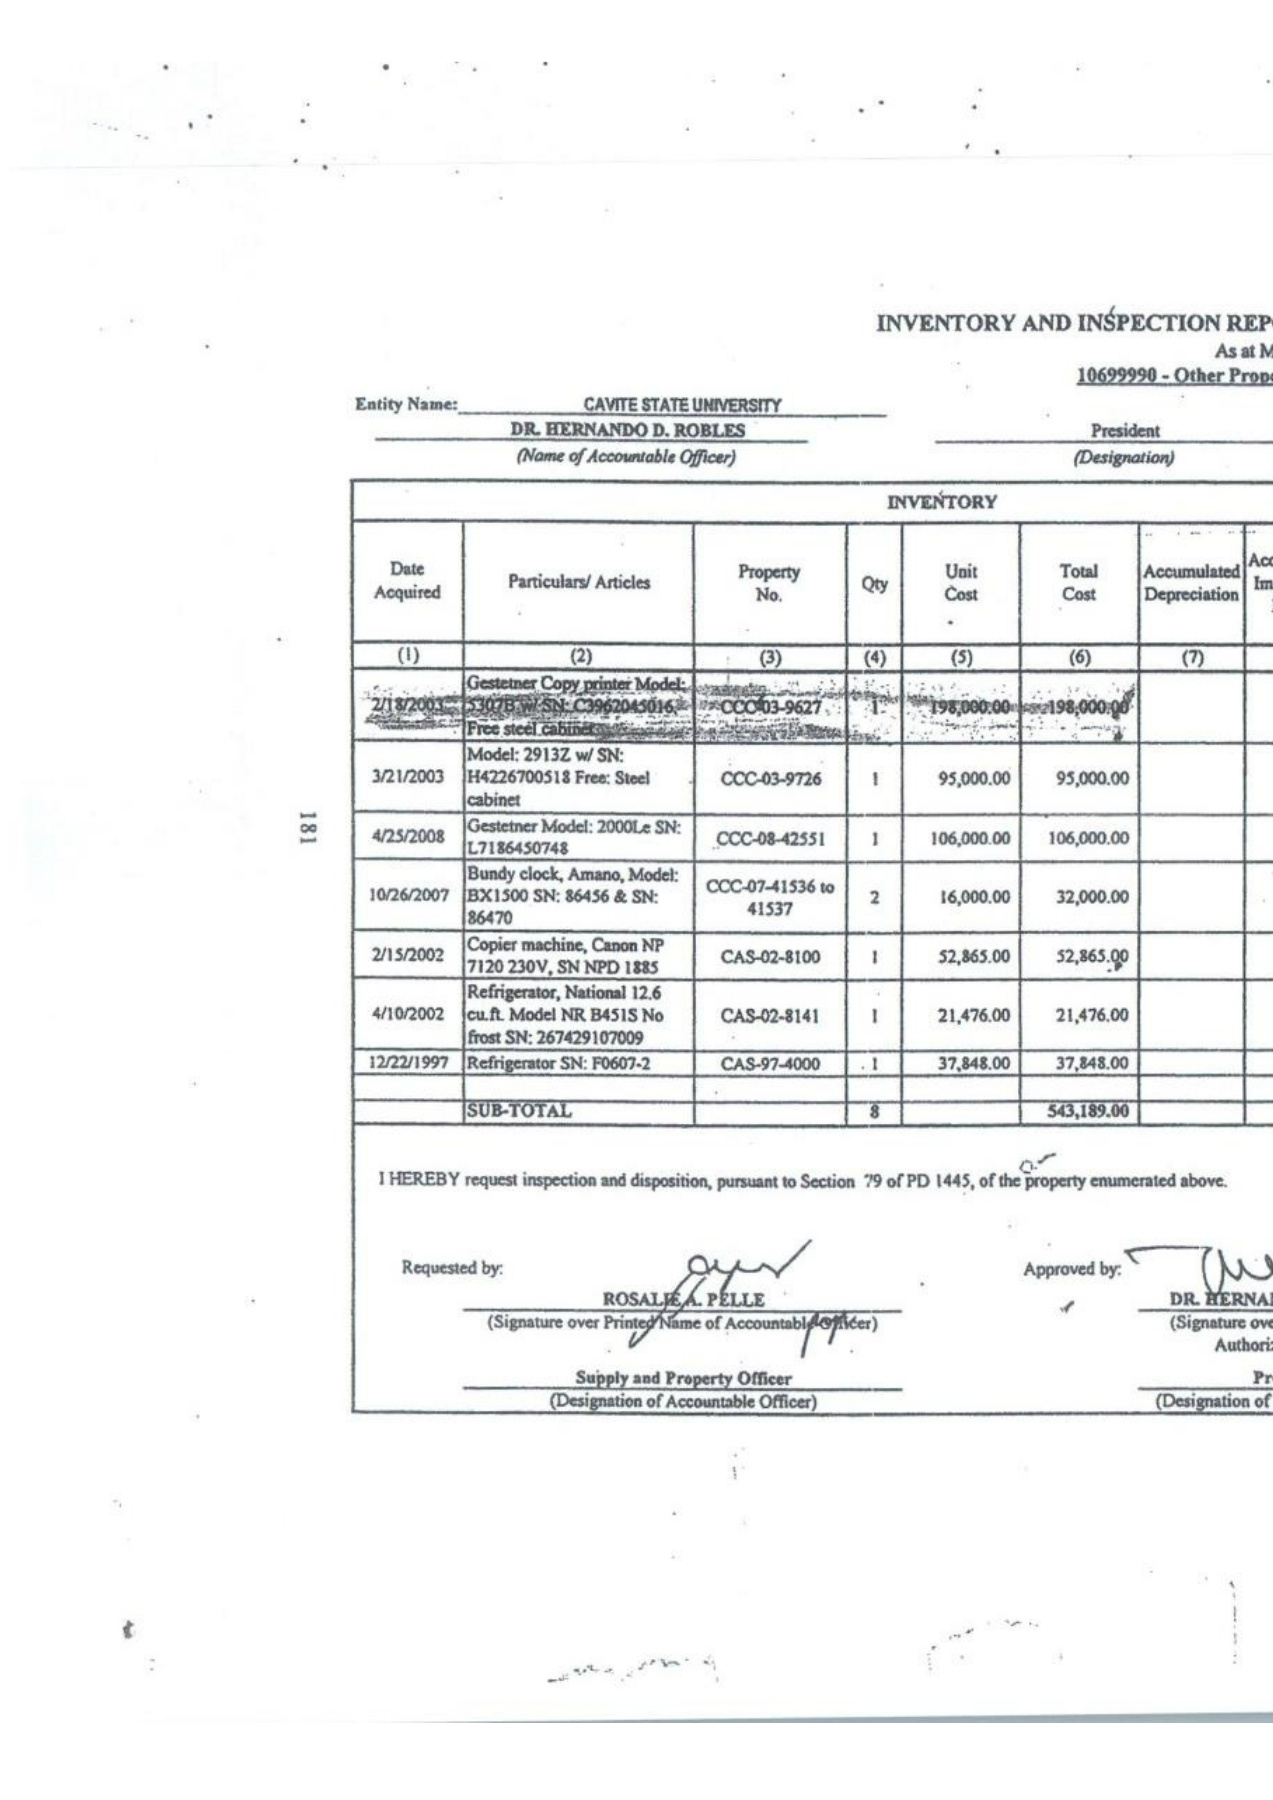 INVENTORY AND INSPECTION REP
As at M
10699990 - Other Prope
Entity Name: CAVITE STATE UNIVERSITY
DR. HERNANDO D. ROBLES President
(Name of Accountable Officer) (Designation)
INVENTORY
Date Acquired Particulars/ Articles Property No. Qty Unit Cost Total Cost Accumulated Depreciation Acc Im
(1) (2) (3) (4) (5) (6) (7)
Gestetner Copy printer Model:
2/18/2003 5307B w/ SN: C3962045016, CCC-03-9627 1 198,000.00 198,000.00
Free steel cabinet
Model: 2913Z w/ SN:
3/21/2003 H4226700518 Free: Steel CCC-03-9726 1 95,000.00 95,000.00
cabinet
Gestetner Model: 2000Le SN:
4/25/2008 L7186450748 CCC-08-42551 1 106,000.00 106,000.00
Bundy clock, Amano, Model:
10/26/2007 BX1500 SN: 86456 & SN: CCC-07-41536 to 41537 2 16,000.00 32,000.00
86470
Copier machine, Canon NP
2/15/2002 7120 230V, SN NPD 1885 CAS-02-8100 1 52,865.00 52,865.00
Refrigerator, National 12.6
4/10/2002 cu.ft. Model NR B451S No CAS-02-8141 1 21,476.00 21,476.00
frost SN: 267429107009
12/22/1997 Refrigerator SN: F0607-2 CAS-97-4000 1 37,848.00 37,848.00
SUB-TOTAL 8 543,189.00
I HEREBY request inspection and disposition, pursuant to Section 79 of PD 1445, of the property enumerated above.
Requested by: Approved by:
ROSALIE A. PELLE DR. HERNA
(Signature over Printed Name of Accountable Officer) (Signature ove
Authori
Supply and Property Officer Pr
(Designation of Accountable Officer) (Designation of
181